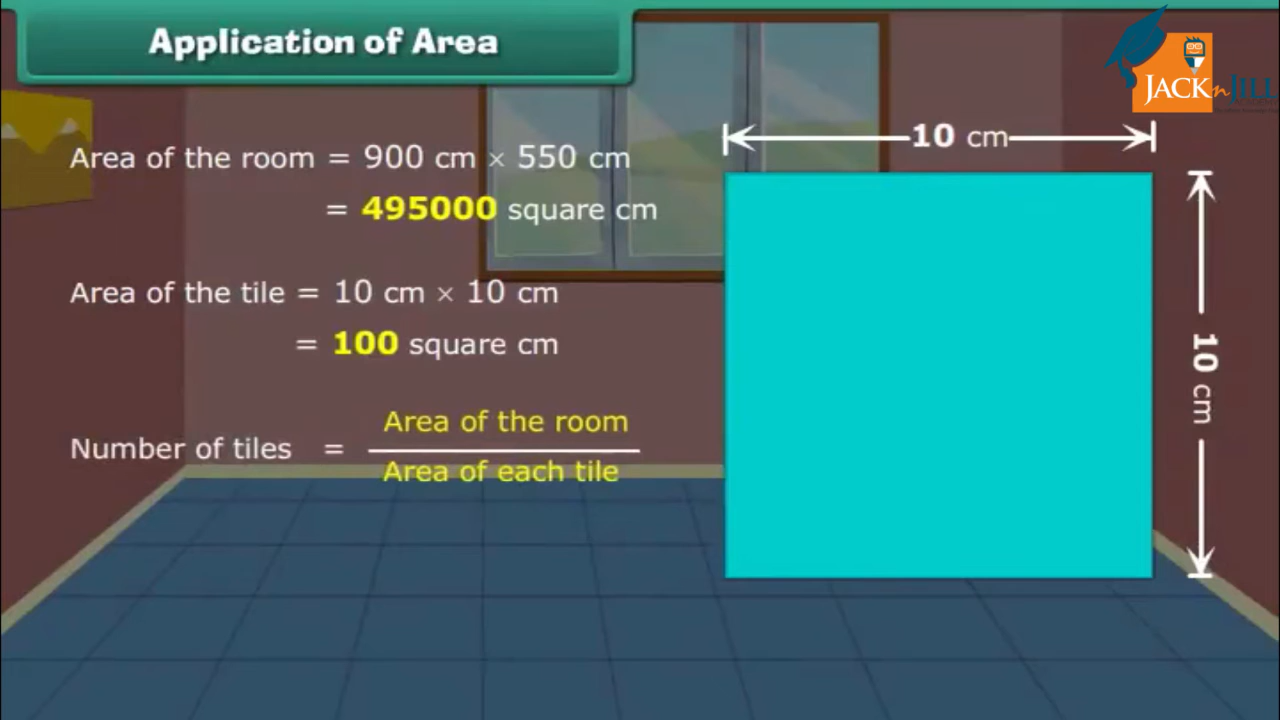 Application of Area
JACKnJILL
10 cm
Area of the room = 900 cm × 550 cm
= 495000 square cm
Area of the tile = 10 cm × 10 cm
= 100 square cm
10 cm
Area of the room
Number of tiles =
Area of each tile